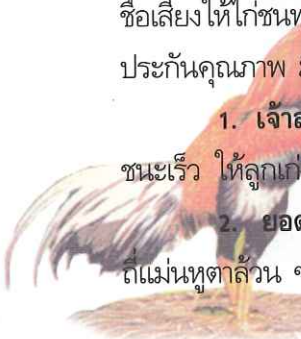 ชื่อเสียงให้ไก่ชน
ประกันคุณภาพ
1. เจ้า
ชนะเร็ว ให้ลูกเก่
2. ยอด
ถี่แม่นหูตาล้วน